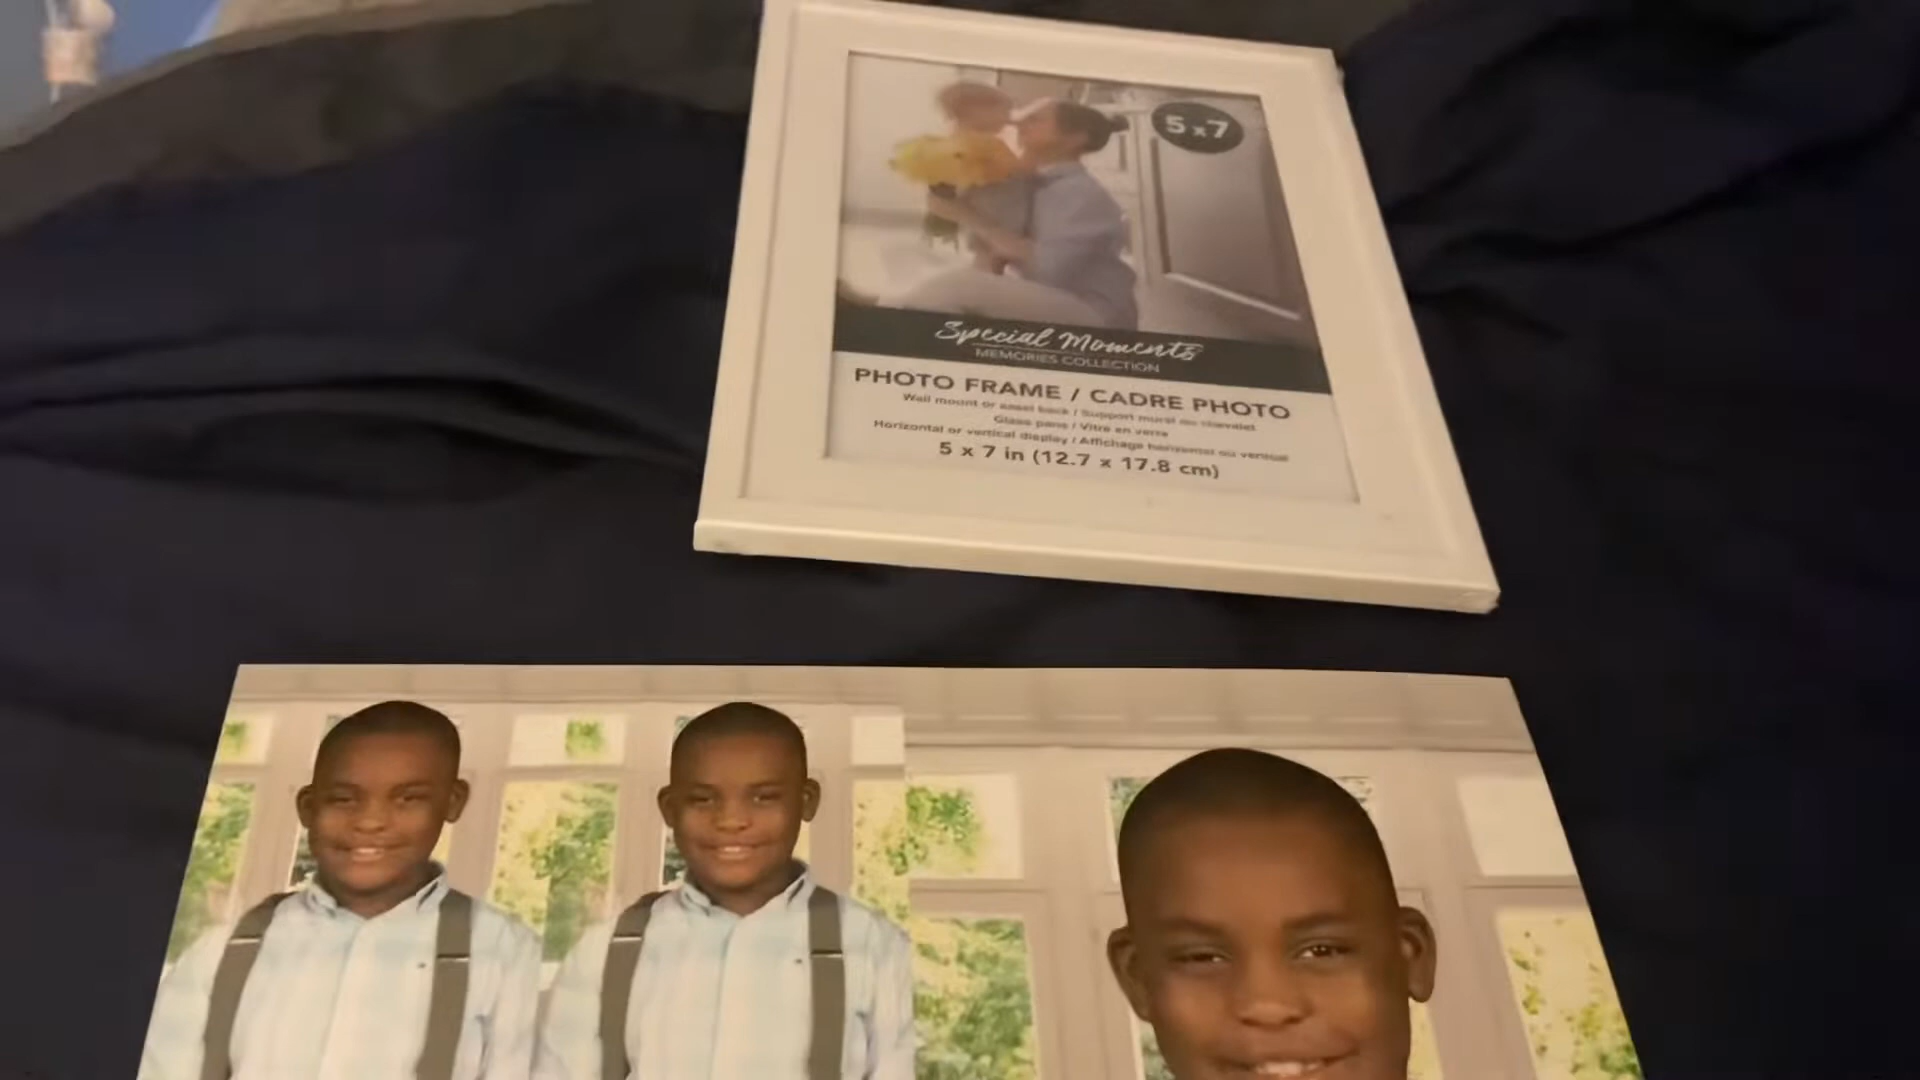 5x7
Special Moments
MEMORIES COLLECTION
PHOTO FRAME / CADRE PHOTO
Wall mount or easel back / Support mural ou chevalet
Glass pane / Vitre en verre
Horizontal or vertical display / Affichage horizontal ou vertical
5 x 7 in (12.7 x 17.8 cm)